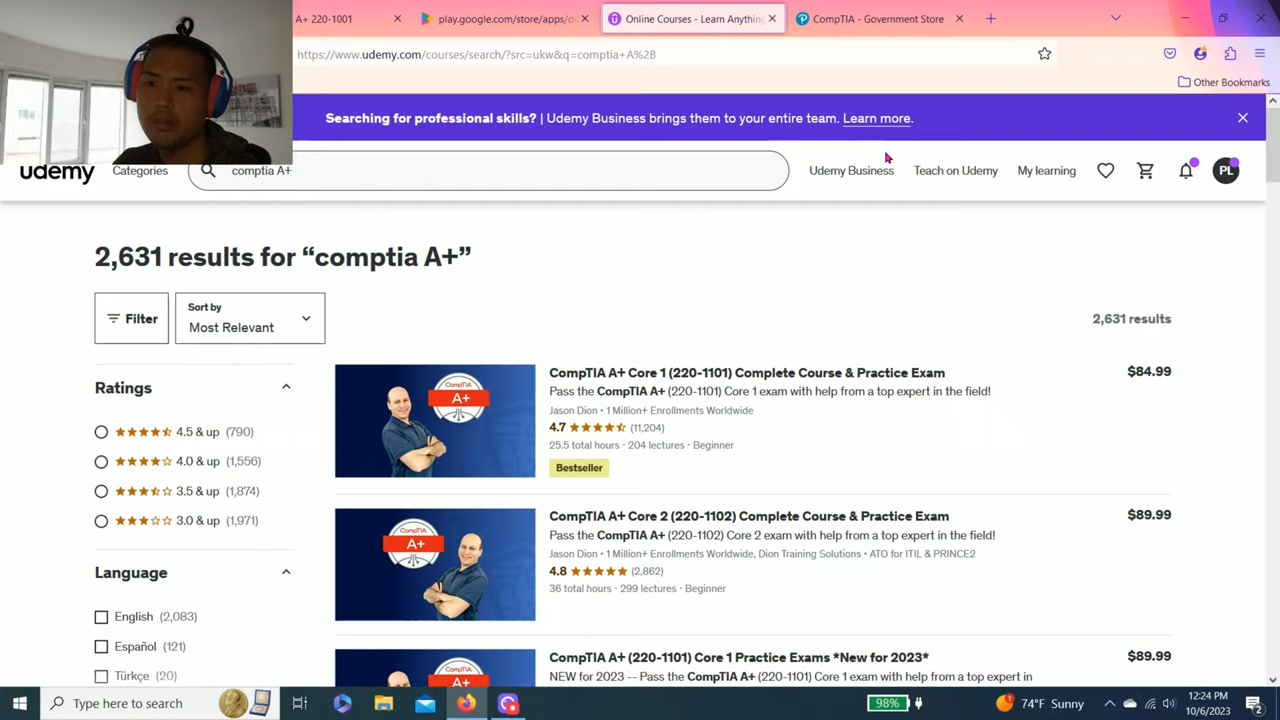 A+ 220-1001
play.google.com/store/apps/de
Online Courses - Learn Anything
CompTIA - Government Store
https://www.udemy.com/courses/search/?src=ukw&q=comptia+A%2B
Other Bookmarks
Searching for professional skills? | Udemy Business brings them to your entire team. Learn more.
udemy
Categories
comptia A+
Udemy Business
Teach on Udemy
My learning
PL
2,631 results for “comptia A+”
Filter
Sort by
Most Relevant
2,631 results
Ratings
4.5 & up (790)
4.0 & up (1,556)
3.5 & up (1,874)
3.0 & up (1,971)
Language
English (2,083)
Español (121)
Türkçe (20)
CompTIA
A+
CompTIA A+ Core 1 (220-1101) Complete Course & Practice Exam
$84.99
Pass the CompTIA A+ (220-1101) Core 1 exam with help from a top expert in the field!
Jason Dion • 1 Million+ Enrollments Worldwide
4.7 (11,204)
25.5 total hours · 204 lectures · Beginner
Bestseller
CompTIA
A+
CompTIA A+ Core 2 (220-1102) Complete Course & Practice Exam
$89.99
Pass the CompTIA A+ (220-1102) Core 2 exam with help from a top expert in the field!
Jason Dion • 1 Million+ Enrollments Worldwide, Dion Training Solutions • ATO for ITIL & PRINCE2
4.8 (2,862)
36 total hours · 299 lectures · Beginner
CompTIA
A+
CompTIA A+ (220-1101) Core 1 Practice Exams *New for 2023*
$89.99
NEW for 2023 -- Pass the CompTIA A+ (220-1101) Core 1 exam with help from a top expert in
Type here to search
98%
74°F Sunny
12:24 PM
10/6/2023
2